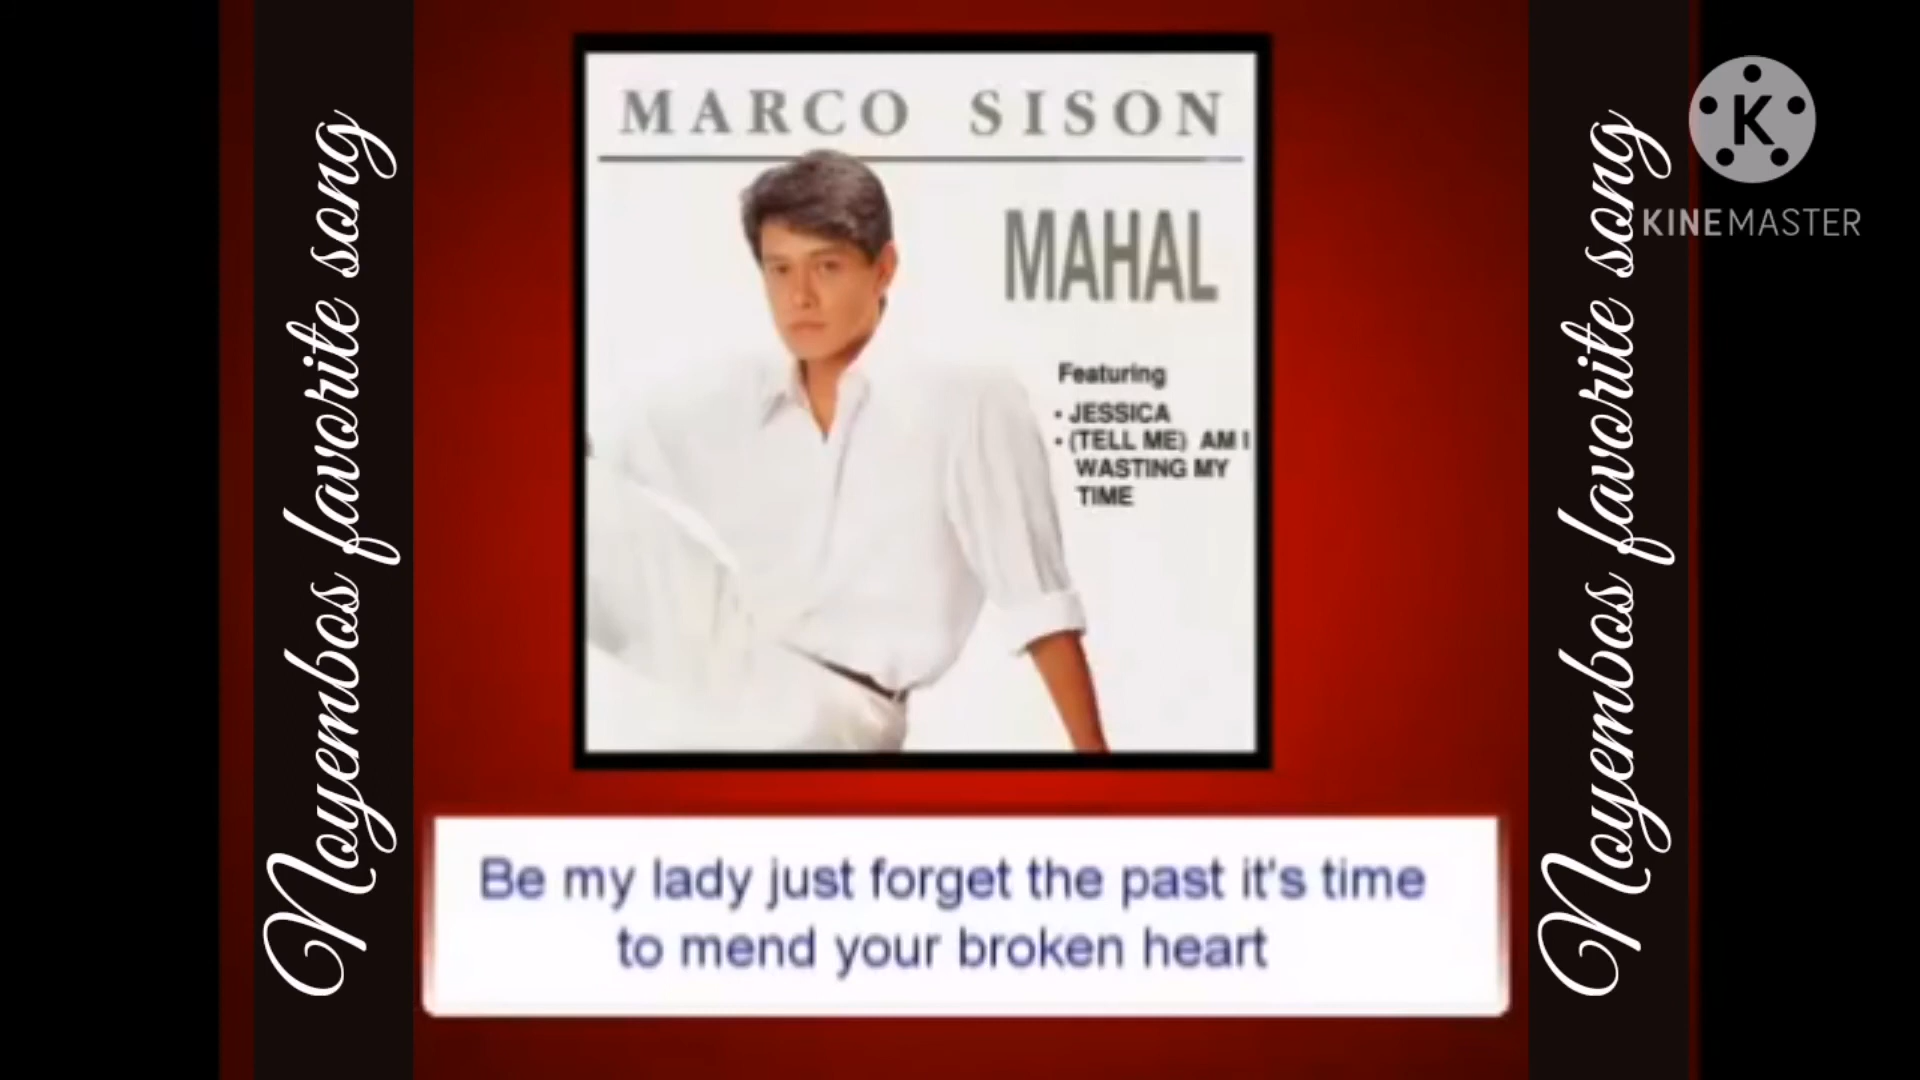 MARCO SISON
MAHAL
Featuring
• JESSICA
• (TELL ME) AM I
WASTING MY
TIME
Be my lady just forget the past it's time
to mend your broken heart
Noyembos favorite song
Noyembos favorite song
K
KINEMASTER